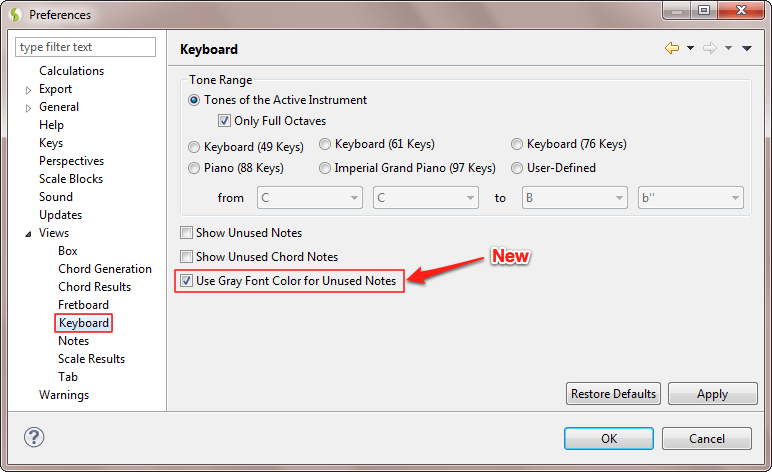 Preferences
type filter text
Calculations
Export
General
Help
Keys
Perspectives
Scale Blocks
Sound
Updates
Views
Box
Chord Generation
Chord Results
Fretboard
Keyboard
Notes
Scale Results
Tab
Warnings
Keyboard
Tone Range
Tones of the Active Instrument
Only Full Octaves
Keyboard (49 Keys) Keyboard (61 Keys) Keyboard (76 Keys)
Piano (88 Keys) Imperial Grand Piano (97 Keys) User-Defined
from C C to B b''
Show Unused Notes
Show Unused Chord Notes
New
Use Gray Font Color for Unused Notes
Restore Defaults Apply
? OK Cancel